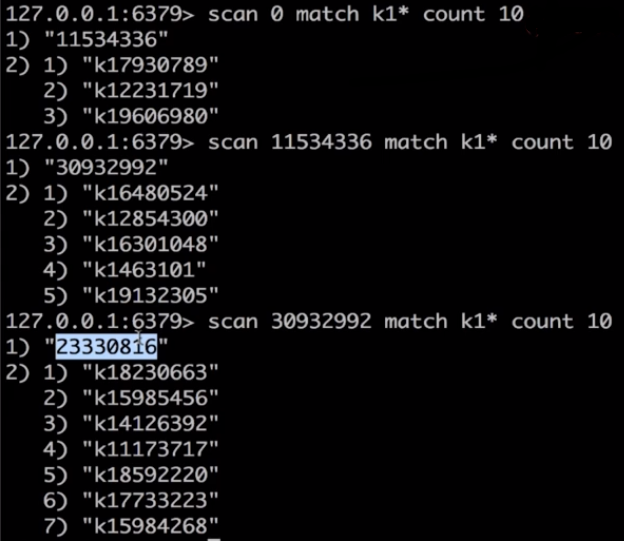 127.0.0.1:6379> scan 0 match k1* count 10
1) "11534336"
2) 1) "k17930789"
   2) "k12231719"
   3) "k19606980"
127.0.0.1:6379> scan 11534336 match k1* count 10
1) "30932992"
2) 1) "k16480524"
   2) "k12854300"
   3) "k16301048"
   4) "k1463101"
   5) "k19132305"
127.0.0.1:6379> scan 30932992 match k1* count 10
1) "23330816"
2) 1) "k18230663"
   2) "k15985456"
   3) "k14126392"
   4) "k11173717"
   5) "k18592220"
   6) "k17733223"
   7) "k15984268"